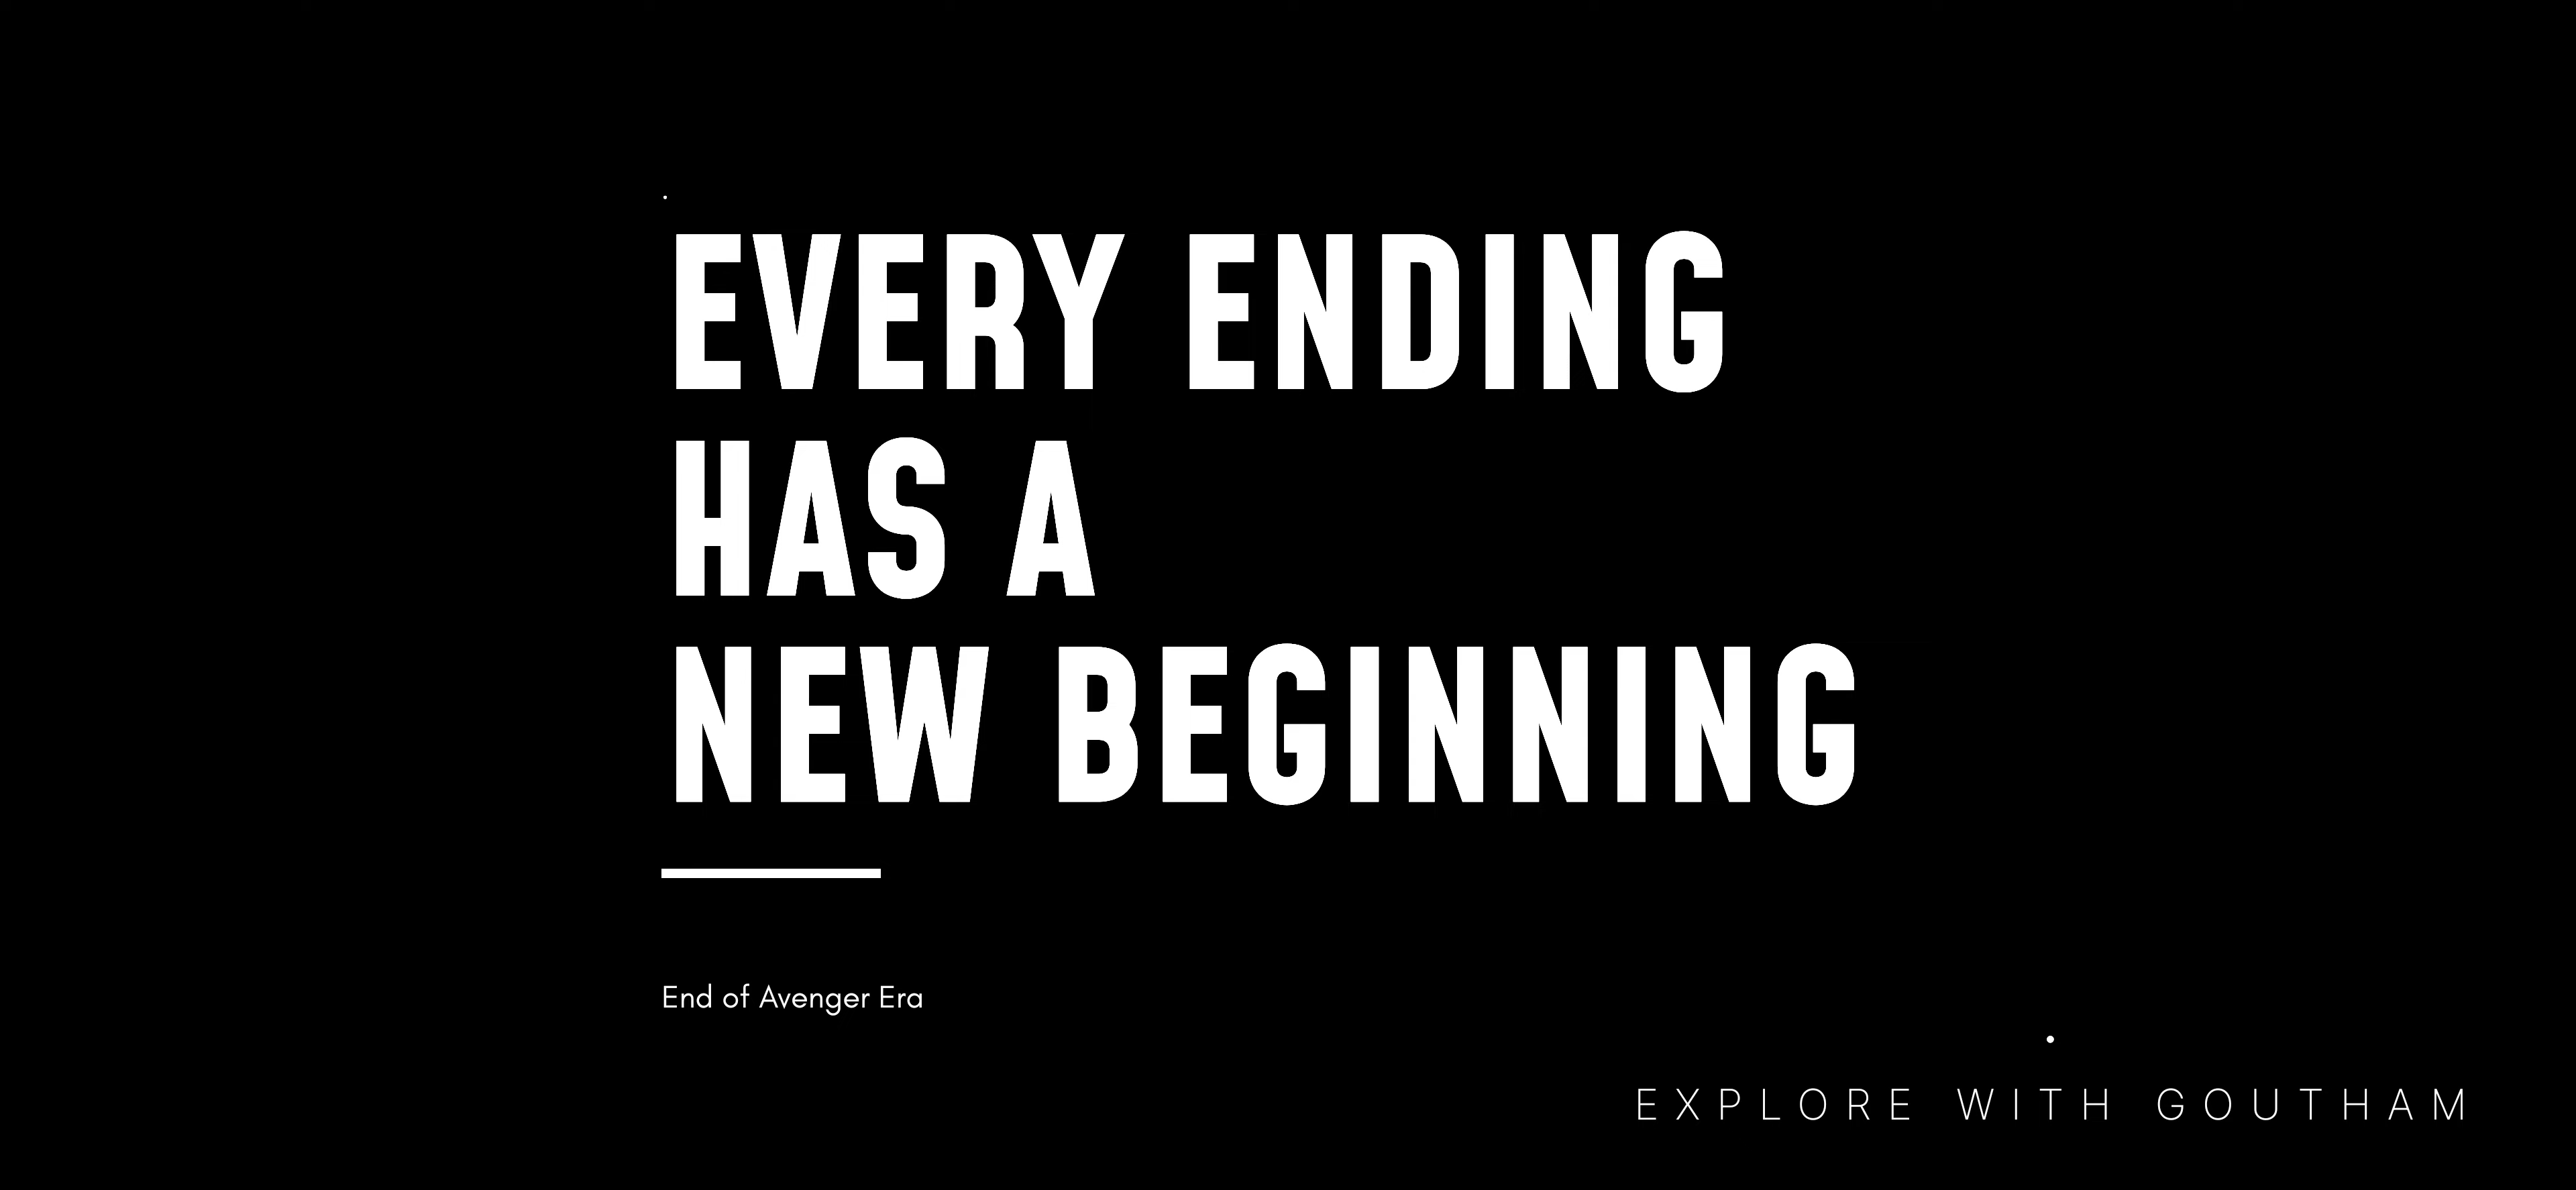 EVERY ENDING
HAS A
NEW BEGINNING
End of Avenger Era
EXPLORE WITH GOUTHAM